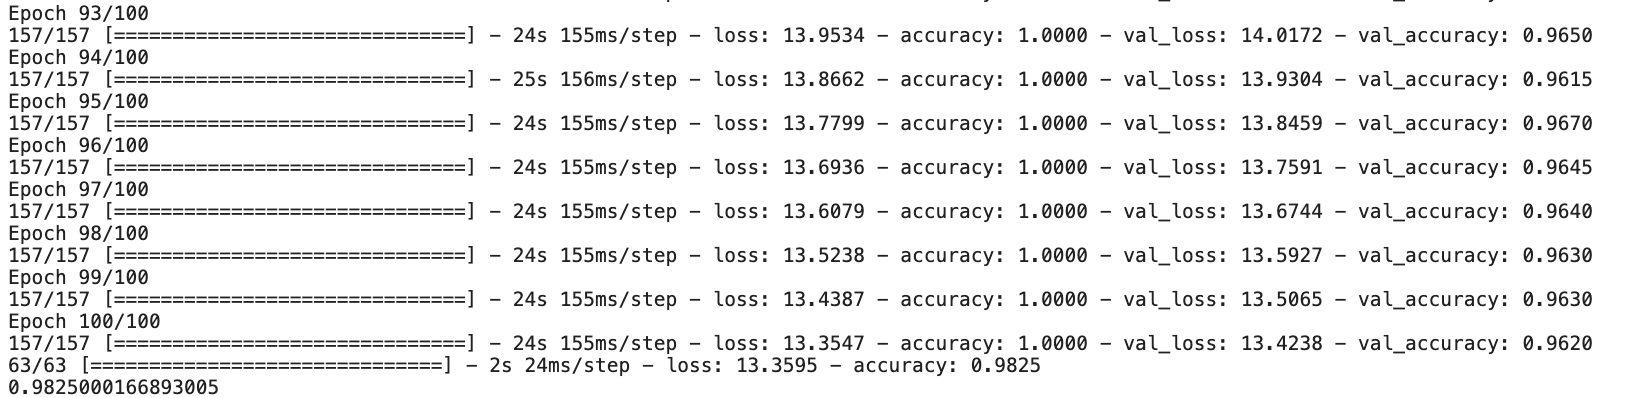 Epoch 93/100
157/157 [==============================] - 24s 155ms/step - loss: 13.9534 - accuracy: 1.0000 - val_loss: 14.0172 - val_accuracy: 0.9650
Epoch 94/100
157/157 [==============================] - 25s 156ms/step - loss: 13.8662 - accuracy: 1.0000 - val_loss: 13.9304 - val_accuracy: 0.9615
Epoch 95/100
157/157 [==============================] - 24s 155ms/step - loss: 13.7799 - accuracy: 1.0000 - val_loss: 13.8459 - val_accuracy: 0.9670
Epoch 96/100
157/157 [==============================] - 24s 155ms/step - loss: 13.6936 - accuracy: 1.0000 - val_loss: 13.7591 - val_accuracy: 0.9645
Epoch 97/100
157/157 [==============================] - 24s 155ms/step - loss: 13.6079 - accuracy: 1.0000 - val_loss: 13.6744 - val_accuracy: 0.9640
Epoch 98/100
157/157 [==============================] - 24s 155ms/step - loss: 13.5238 - accuracy: 1.0000 - val_loss: 13.5927 - val_accuracy: 0.9630
Epoch 99/100
157/157 [==============================] - 24s 155ms/step - loss: 13.4387 - accuracy: 1.0000 - val_loss: 13.5065 - val_accuracy: 0.9630
Epoch 100/100
157/157 [==============================] - 24s 155ms/step - loss: 13.3547 - accuracy: 1.0000 - val_loss: 13.4238 - val_accuracy: 0.9620
63/63 [==============================] - 2s 24ms/step - loss: 13.3595 - accuracy: 0.9825
0.9825000166893005